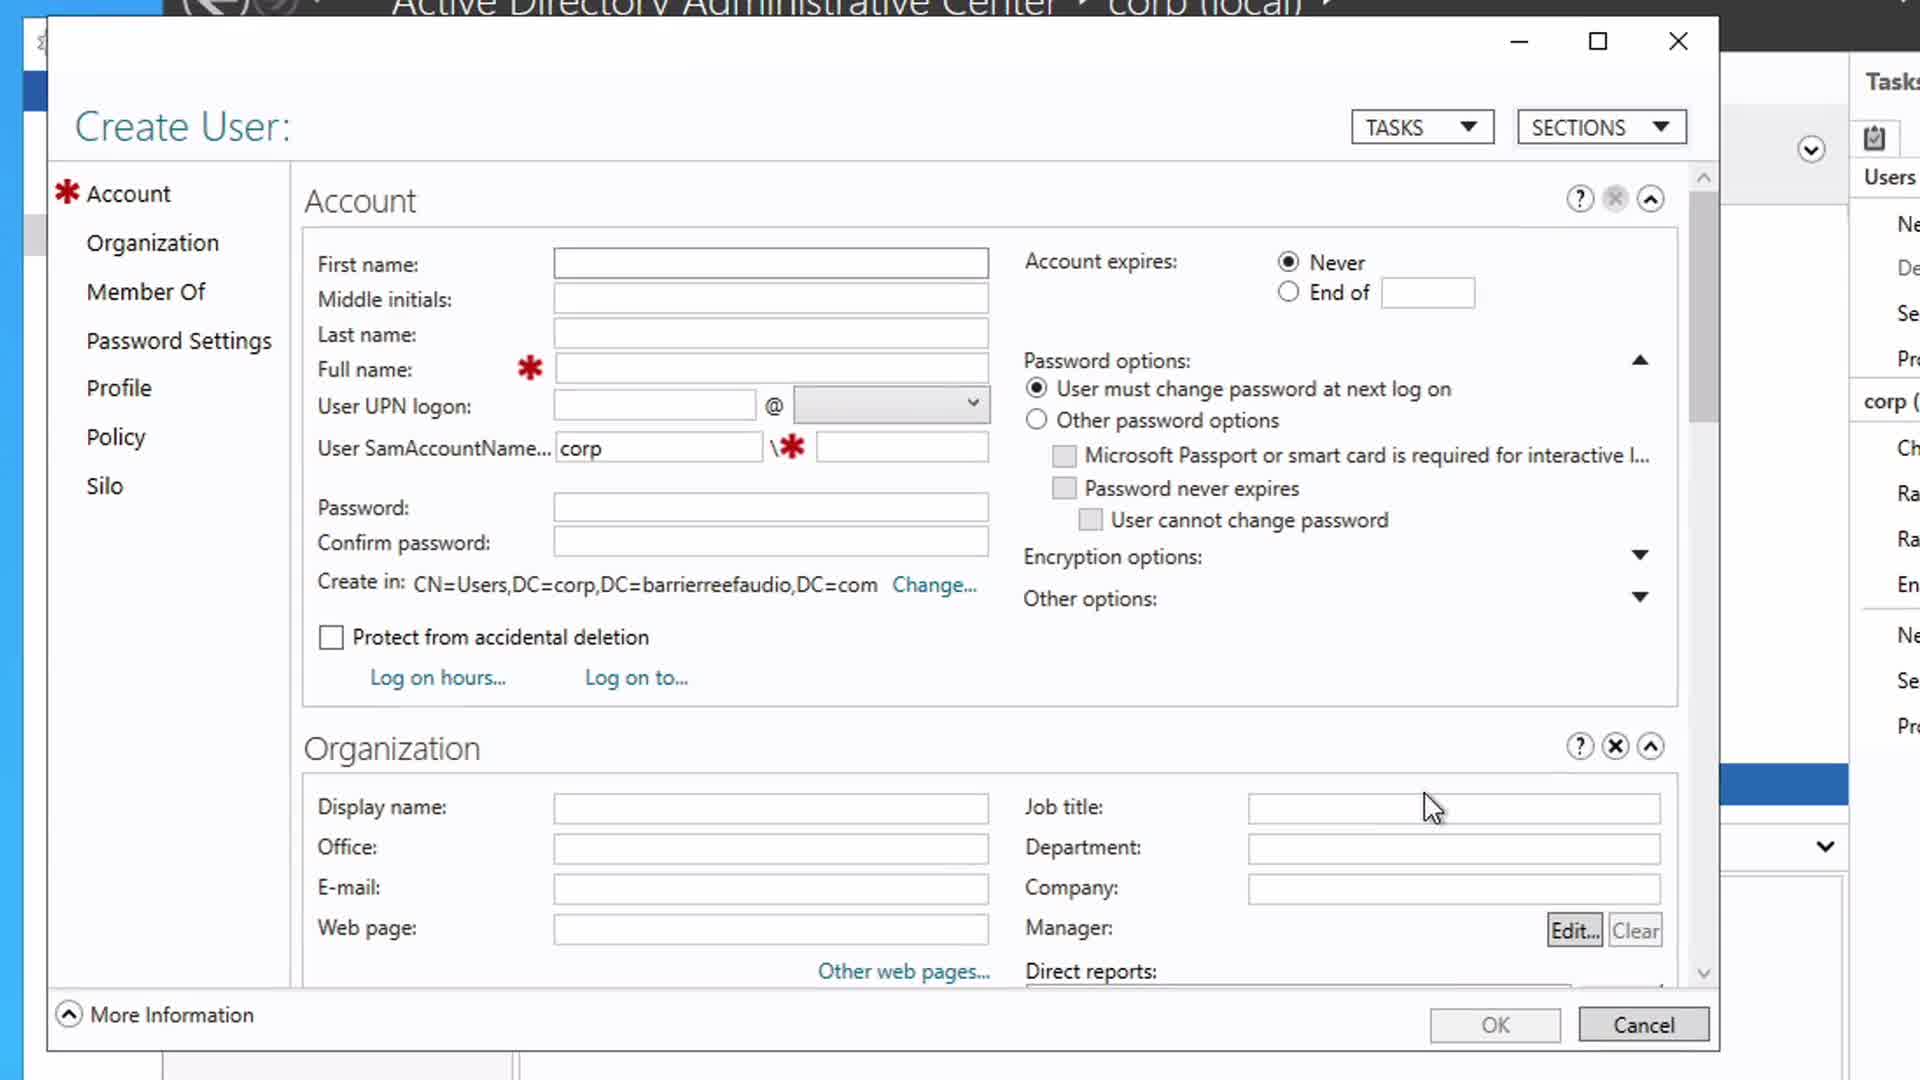 Active Directory Administrative Center • corp (local) •
Create User:
TASKS
SECTIONS
Account
Organization
Member Of
Password Settings
Profile
Policy
Silo
Account
First name:
Middle initials:
Last name:
Full name:
User UPN logon:
@
User SamAccountName...
corp
\
Password:
Confirm password:
Create in: CN=Users,DC=corp,DC=barrierreefaudio,DC=com Change...
Protect from accidental deletion
Log on hours...
Log on to...
Account expires:
Never
End of
Password options:
User must change password at next log on
Other password options
Microsoft Passport or smart card is required for interactive l...
Password never expires
User cannot change password
Encryption options:
Other options:
Organization
Display name:
Office:
E-mail:
Web page:
Other web pages...
Job title:
Department:
Company:
Manager:
Edit...
Clear
Direct reports:
More Information
OK
Cancel
Tasks
Users
Ne
De
Se
Pro
corp (
Ch
Ra
Ra
En
Ne
Se
Pro